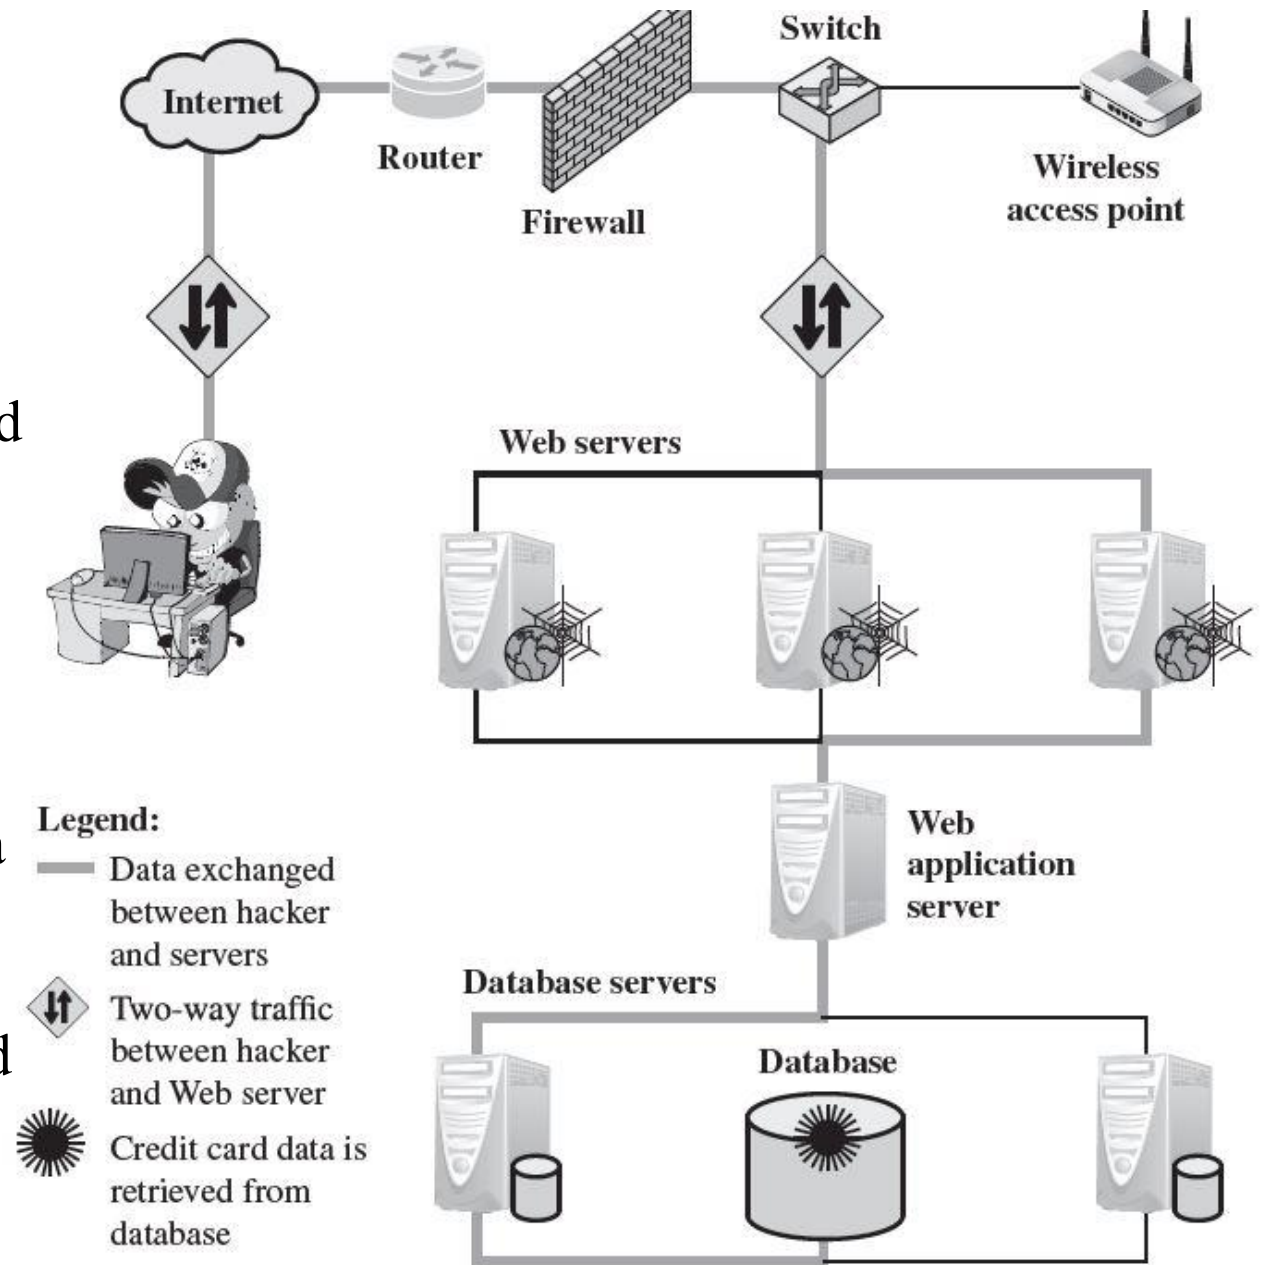 Switch
Internet
Router
Wireless
access point
Firewall
d
Web servers
Legend:
Data exchanged
between hacker
and servers
Two-way traffic
between hacker
and Web server
Credit card data is
retrieved from
database
Web
application
server
Database servers
Database
d